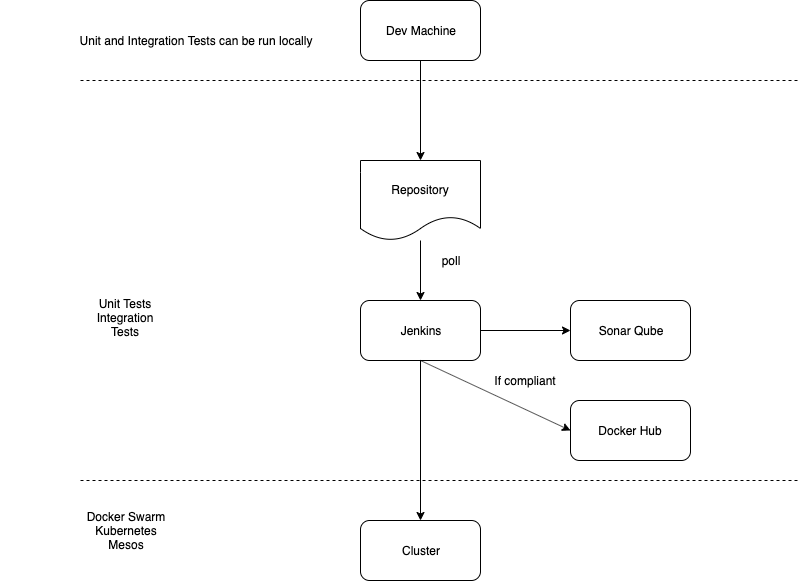 Dev Machine
Unit and Integration Tests can be run locally
Repository
poll
Unit Tests
Integration
Tests
Jenkins
Sonar Qube
If compliant
Docker Hub
Docker Swarm
Kubernetes
Mesos
Cluster